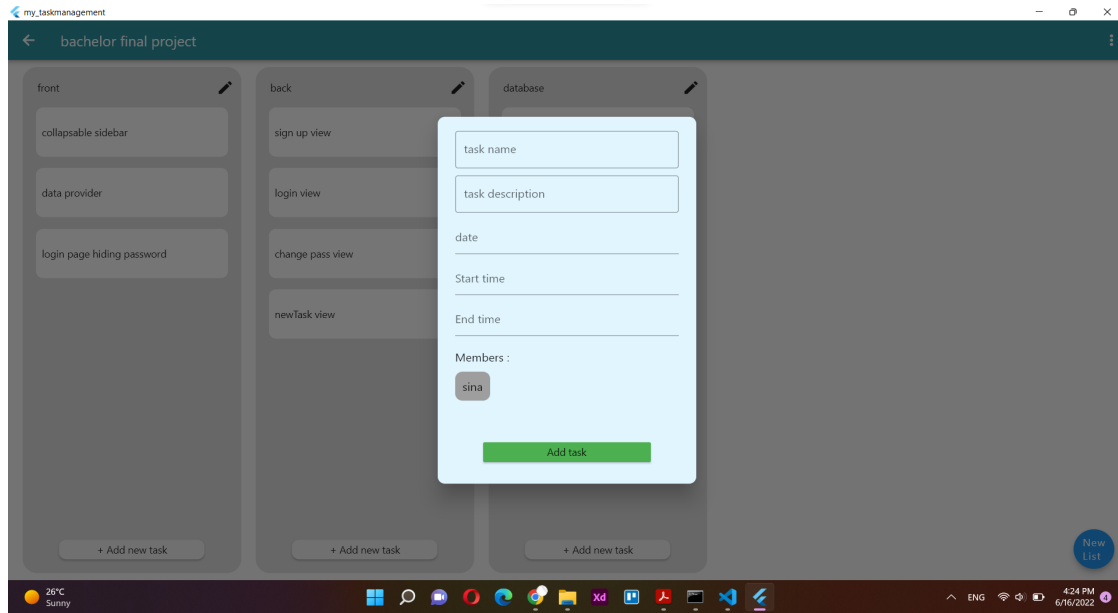 my_taskmanagement
bachelor final project
front
back
database
collapsable sidebar
sign up view
data provider
login view
login page hiding password
change pass view
newTask view
task name
task description
date
Start time
End time
Members :
sina
Add task
+ Add new task
+ Add new task
+ Add new task
New
List
26°C
Sunny
Xd
ENG
4:24 PM
6/16/2022
4